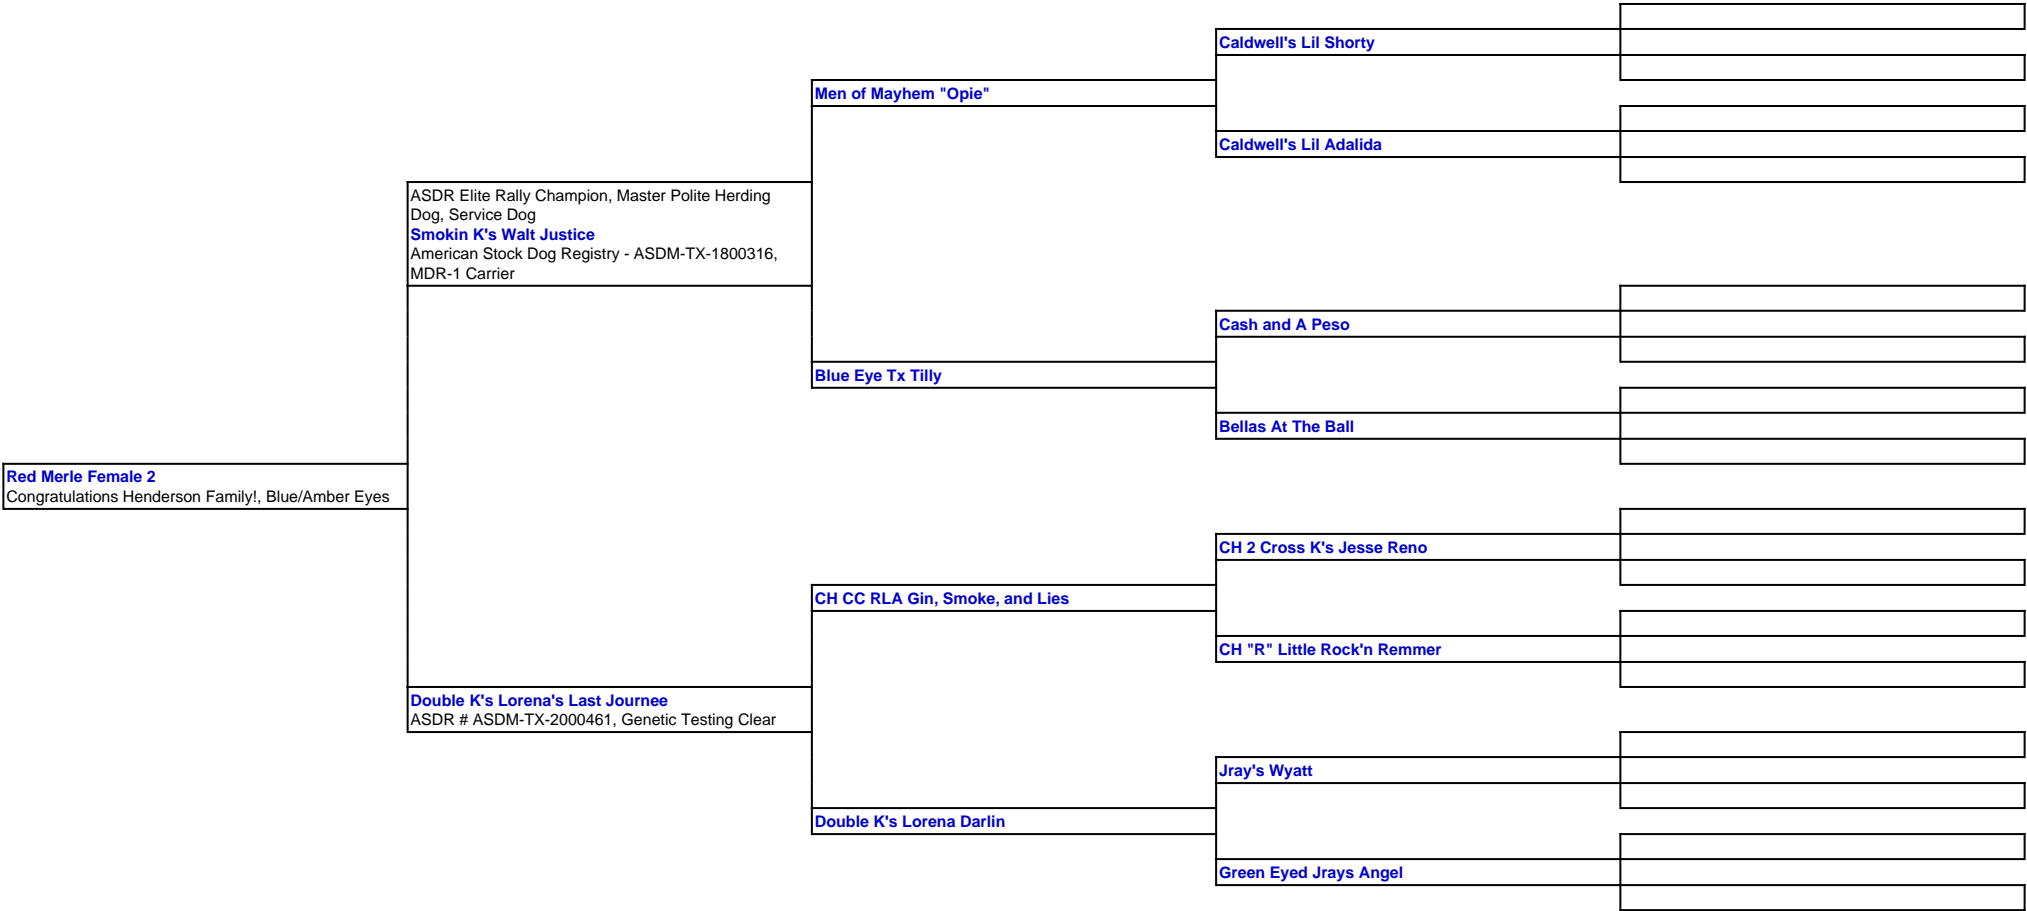 Caldwell's Lil Shorty
Men of Mayhem "Opie"
Caldwell's Lil Adalida
ASDR Elite Rally Champion, Master Polite Herding
Dog, Service Dog
Smokin K's Walt Justice
American Stock Dog Registry - ASDM-TX-1800316,
MDR-1 Carrier
Cash and A Peso
Blue Eye Tx Tilly
Bellas At The Ball
Red Merle Female 2
Congratulations Henderson Family!, Blue/Amber Eyes
CH 2 Cross K's Jesse Reno
CH CC RLA Gin, Smoke, and Lies
CH "R" Little Rock'n Remmer
Double K's Lorena's Last Journee
ASDR # ASDM-TX-2000461, Genetic Testing Clear
Jray's Wyatt
Double K's Lorena Darlin
Green Eyed Jrays Angel